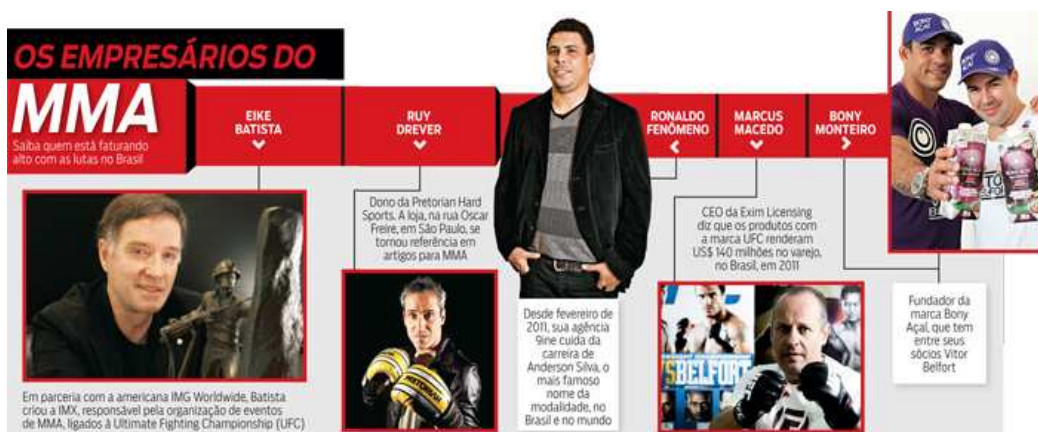 OS EMPRESÁRIOS DO
MMA
Saiba quem está faturando
alto com as lutas no Brasil
EIKE
BATISTA
RUY
DREVER
RONALDO
FENÔMENO
MARCUS
MACEDO
BONY
MONTEIRO
Em parceria com a americana IMG Worldwide, Batista
criou a IMX, responsável pela organização de eventos
de MMA, ligados à Ultimate Fighting Championship (UFC)
Dono da Pretorian Hard
Sports. A loja, na rua Oscar
Freire, em São Paulo, se
tornou referência em
artigos para MMA
PRETORIAN
Desde fevereiro de
2011, sua agência
9ine cuida da
carreira de
Anderson Silva, o
mais famoso
nome da
modalidade, no
Brasil e no mundo
CEO da Exim Licensing
diz que os produtos com
a marca UFC renderam
US$ 140 milhões no varejo,
no Brasil, em 2011
VSBELFORT
BONY
AÇAÍ
BONY
AÇAÍ
Fundador da
marca Bony
Açaí, que tem
entre seus
sócios Vitor
Belfort